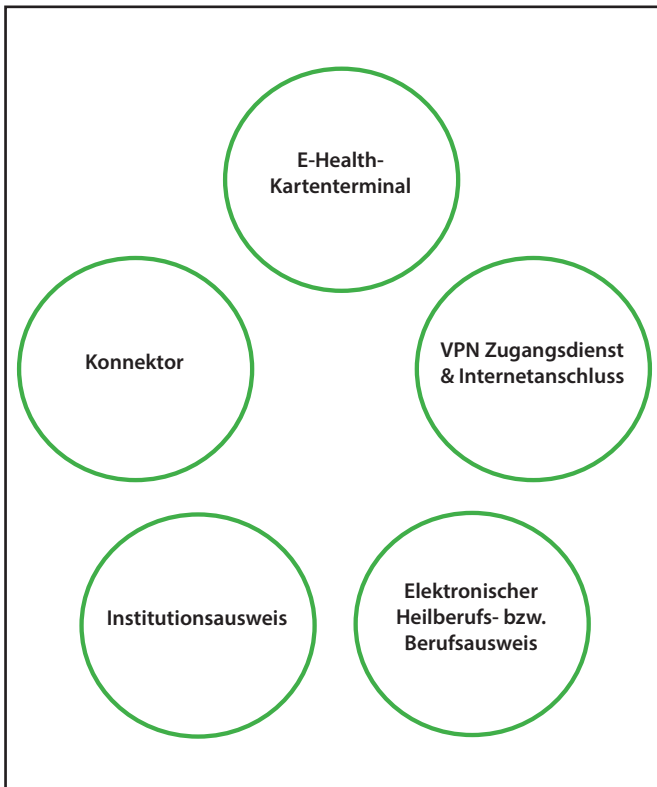 E-Health-
Kartenterminal
Konnektor
VPN Zugangsdienst
& Internetanschluss
Institutionsausweis
Elektronischer
Heilberufs- bzw.
Berufsausweis